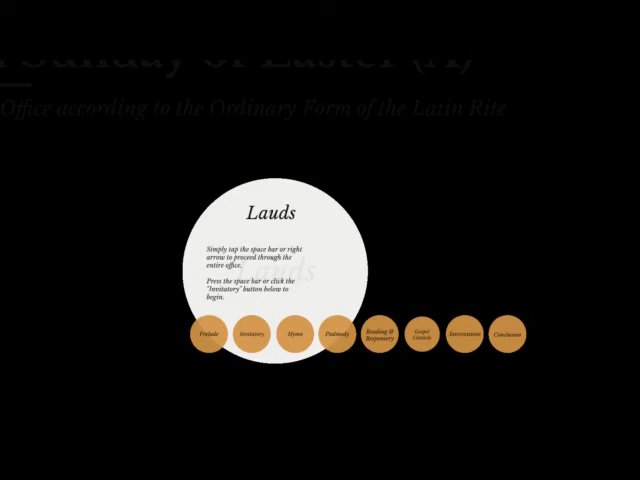 Sunday of Easter (A)
Office according to the Ordinary Form of the Latin Rite
Lauds
Simply tap the space bar or right
arrow to proceed through the
entire office.
Lauds
Press the space bar or click the
"Invitatory" button below to
begin.
Prelude
Invitatory
Hymn
Psalmody
Reading &
Responsory
Gospel
Canticle
Intercessions
Conclusion